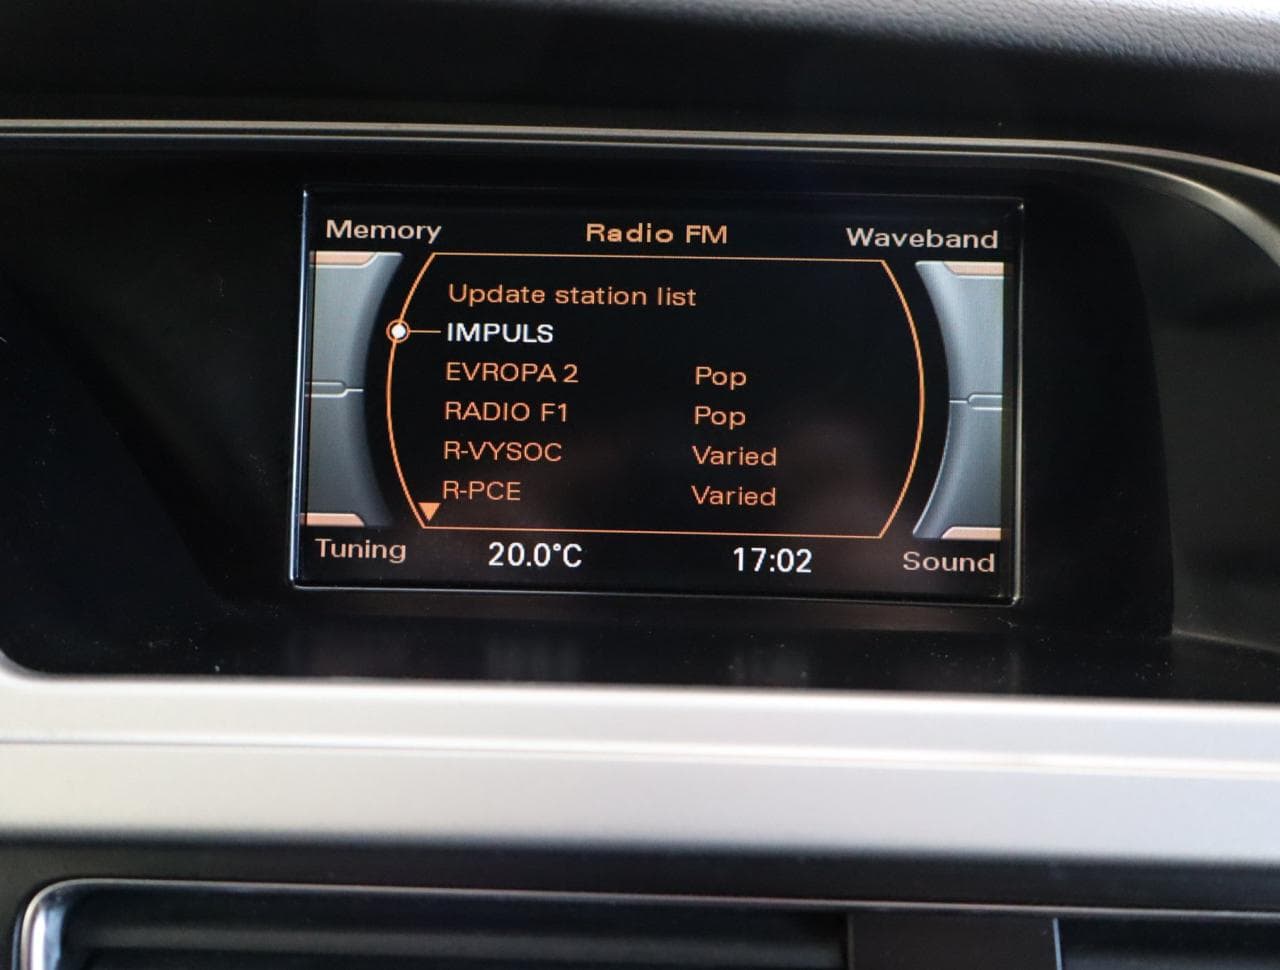 Memory Radio FM Waveband
Update station list
IMPULS
EVROPA 2 Pop
RADIO F1 Pop
R-VYSOC Varied
R-PCE Varied
Tuning 20.0°C 17:02 Sound